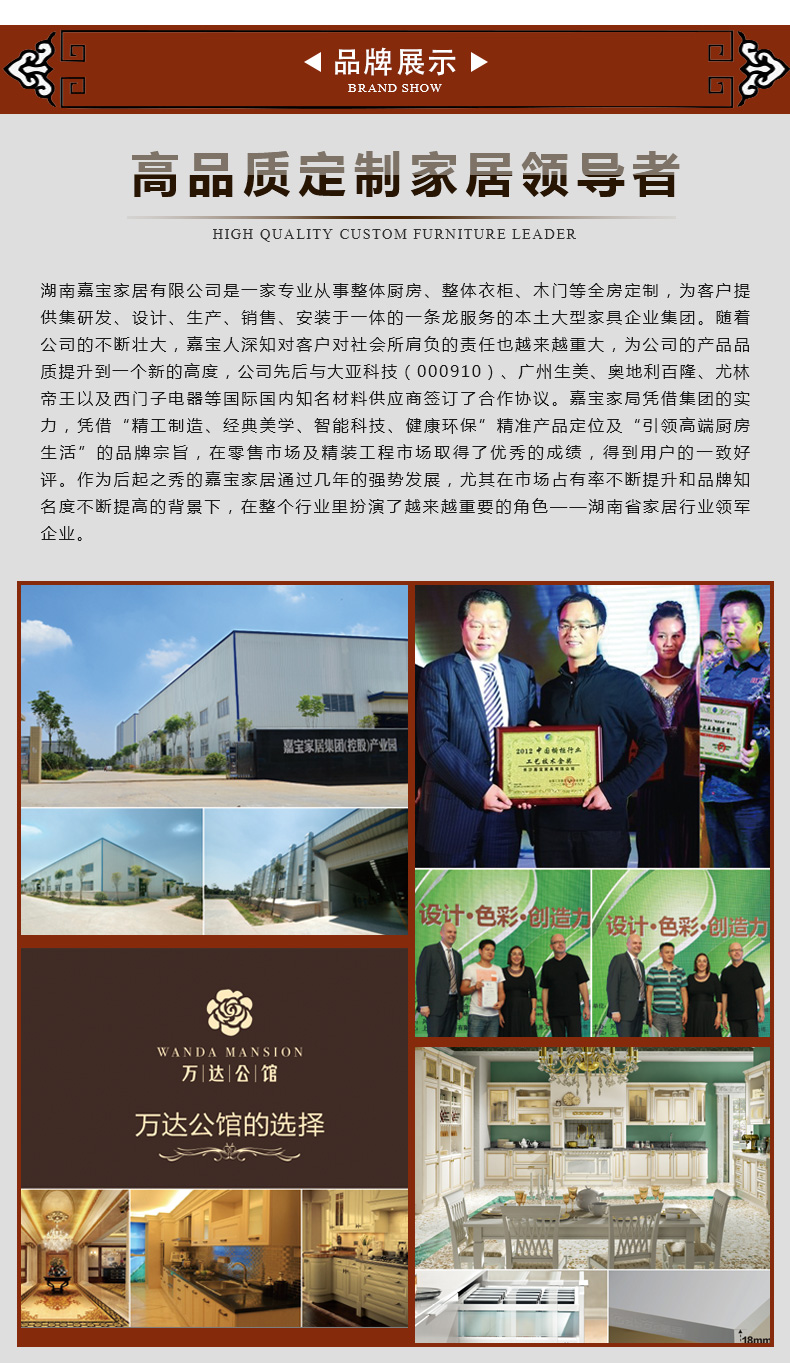 品牌展示
BRAND SHOW
高品质定制家居领导者
HIGH QUALITY CUSTOM FURNITURE LEADER
湖南嘉宝家居有限公司是一家专业从事整体厨房、整体衣柜、木门等全房定制，为客户提
供集研发、设计、生产、销售、安装于一体的一条龙服务的本土大型家具企业集团。随着
公司的不断壮大，嘉宝人深知对客户对社会所肩负的责任也越来越重大，为公司的产品品
质提升到一个新的高度，公司先后与大亚科技（000910）、广州生美、奥地利百隆、尤林
帝王以及西门子电器等国际国内知名材料供应商签订了合作协议。嘉宝家局凭借集团的实
力，凭借“精工制造、经典美学、智能科技、健康环保”精准产品定位及“引领高端厨房
生活”的品牌宗旨，在零售市场及精装工程市场取得了优秀的成绩，得到用户的一致好
评。作为后起之秀的嘉宝家居通过几年的强势发展，尤其在市场占有率不断提升和品牌知
名度不断提高的背景下，在整个行业里扮演了越来越重要的角色——湖南省家居行业领军
企业。
嘉宝家居集团(控股)产业园
2012 中国橱柜行业
工艺技术金奖
设计·色彩·创造力
设计·色彩·创造力
WANDA MANSION
万|达|公|馆
万达公馆的选择
18mm